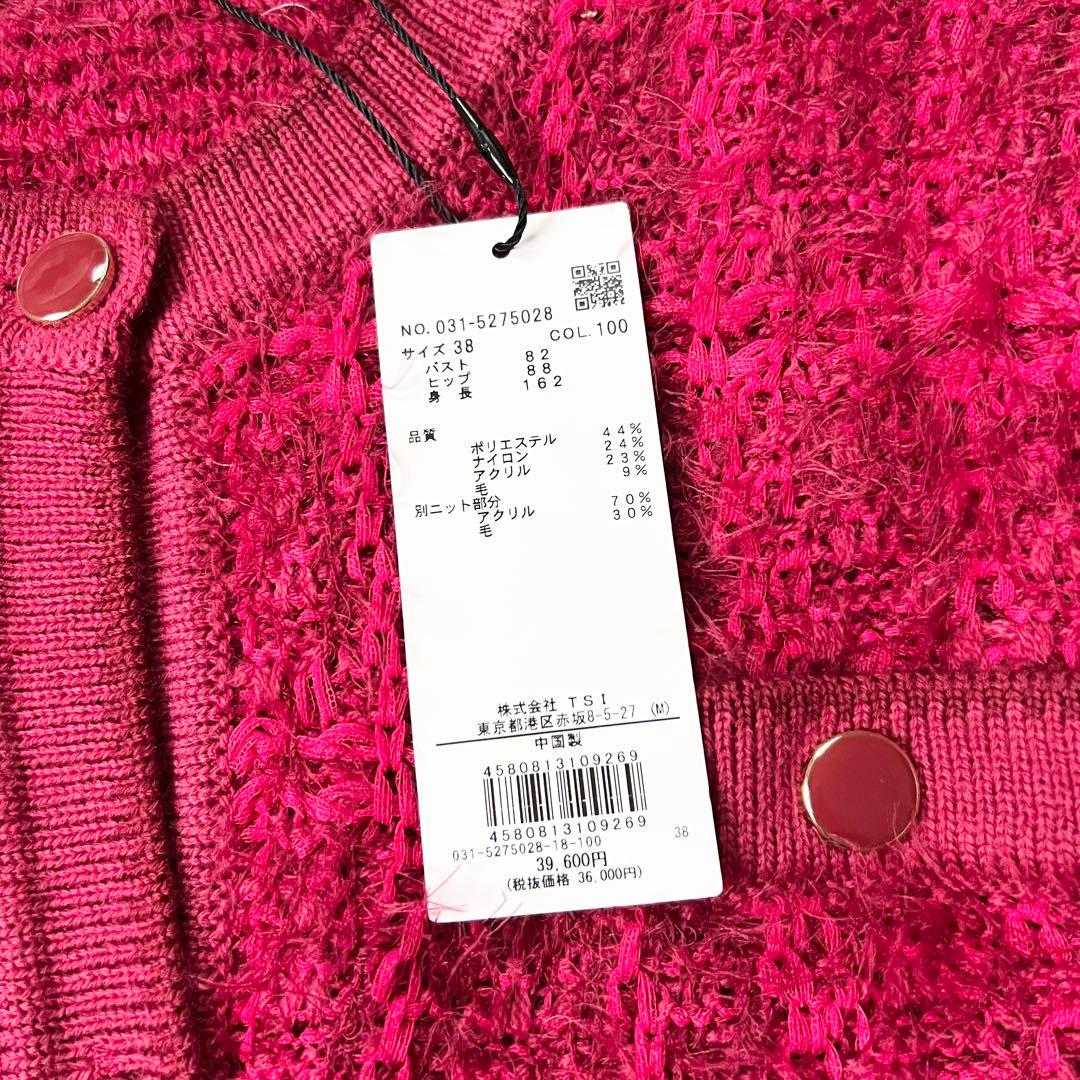 NO. 031-5275028
COL. 100
サイズ 38
バスト 82
ヒップ 88
身 長 162
品質
ポリエステル 44%
ナイロン 24%
アクリル 23%
毛 9%
別ニット部分
アクリル 70%
毛 30%
株式会社 TSI
東京都港区赤坂8-5-27 (M)
中国製
4580813109269
4580813109269
031-5275028-18-100 38
39,600円
(税抜価格 36,000円)